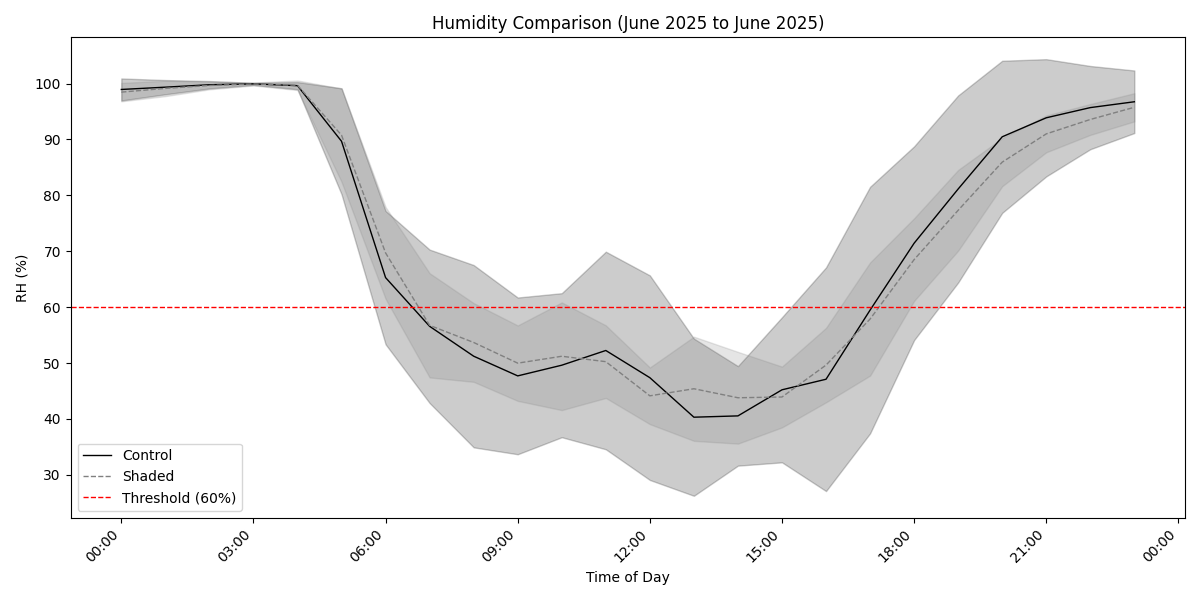 Humidity Comparison (June 2025 to June 2025)
RH (%)
100
90
80
70
60
50
40
30
Control
Shaded
Threshold (60%)
00:00
03:00
06:00
09:00
12:00
15:00
18:00
21:00
00:00
Time of Day